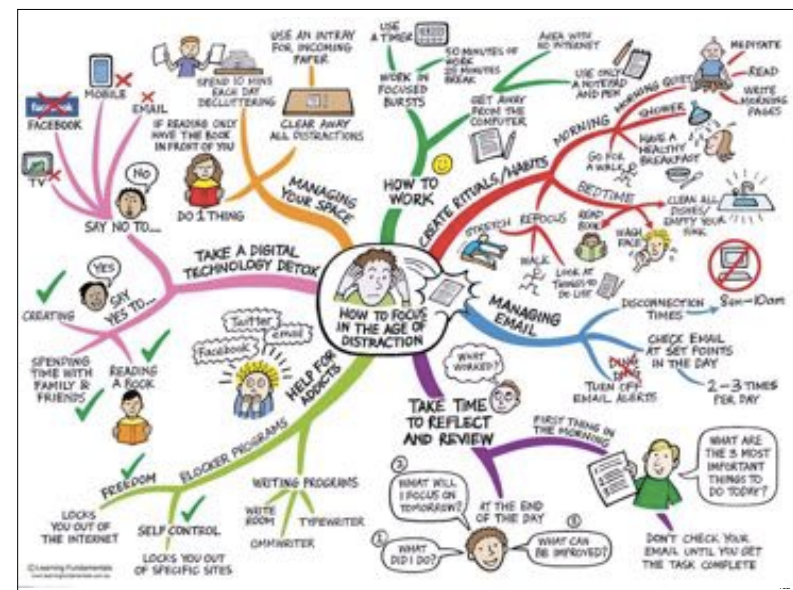 HOW TO FOCUS
IN THE AGE OF
DISTRACTION
MANAGING
YOUR SPACE
SPEND 10 MINS
EACH DAY
DECLUTTERING
USE AN INTRAY
FOR INCOMING
PAPER
CLEAR AWAY
ALL DISTRACTIONS
IF READING ONLY
HAVE THE BOOK
IN FRONT OF YOU
DO 1 THING
HOW TO
WORK
USE
A TIMER
WORK IN
FOCUSED
BURSTS
50 MINUTES OF
WORK
MINUTES
BREAK
GET AWAY
FROM THE
COMPUTER
AREA WITH
NO INTERNET
USE ONLY
A NOTEPAD
AND PEN
CREATE RITUALS/HABITS
MORNING
MORNING QUIET
MEDITATE
READ
WRITE
MORNING
PAGES
SHOWER
HAVE A
HEALTHY
BREAKFAST
GO FOR
A WALK
BEDTIME
READ
BOOK
WASH
FACE
CLEAN ALL
DISHES/
EMPTY YOUR
SINK
REFOCUS
STRETCH
WALK
LOOK AT
THINGS TO
DO LIST
MANAGING
EMAIL
DISCONNECTION
TIMES
8am-10am
CHECK EMAIL
AT SET POINTS
IN THE DAY
2-3 TIMES
PER DAY
DING
DING
TURN OFF
EMAIL ALERTS
TAKE TIME
TO REFLECT
AND REVIEW
WHAT
WORKED?
FIRST THING IN
THE MORNING
WHAT ARE
THE 3 MOST
IMPORTANT
THINGS TO
DO TODAY?
DON'T CHECK YOUR
EMAIL UNTIL YOU GET
THE TASK COMPLETE
AT THE END
OF THE DAY
WHAT
DID I DO?
WHAT WILL
I FOCUS ON
TOMORROW?
WHAT CAN
BE IMPROVED?
HELP FOR
ADDICTS
Twitter
email
Facebook
BLOCKER PROGRAMS
FREEDOM
LOCKS
YOU OUT OF
THE INTERNET
SELF CONTROL
LOCKS YOU OUT
OF SPECIFIC SITES
WRITING PROGRAMS
WRITE
ROOM
OMMWRITER
TYPEWRITER
TAKE A DIGITAL
TECHNOLOGY DETOX
SAY NO TO...
NO
TV
facebook
FACEBOOK
MOBILE
EMAIL
SAY
YES TO...
YES
CREATING
SPENDING
TIME WITH
FAMILY &
FRIENDS
READING
A BOOK
©Learning Fundamentals
www.learningfundamentals.com.au